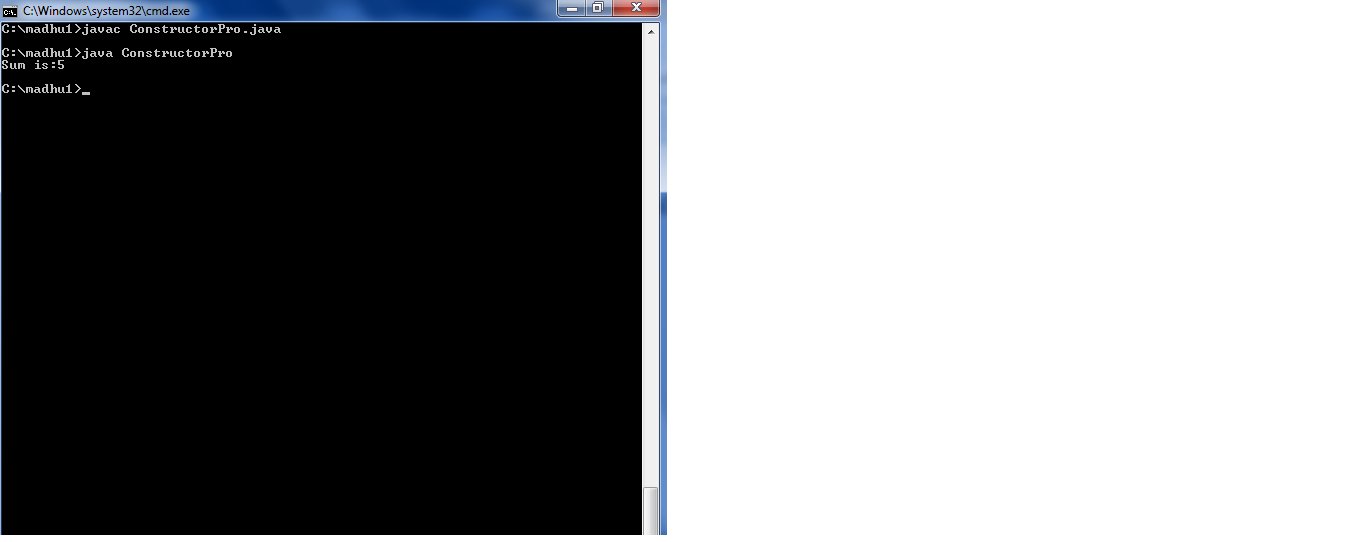 C:\Windows\system32\cmd.exe
C:\madhu1>javac ConstructorPro.java
C:\madhu1>java ConstructorPro
Sum is:5
C:\madhu1>_